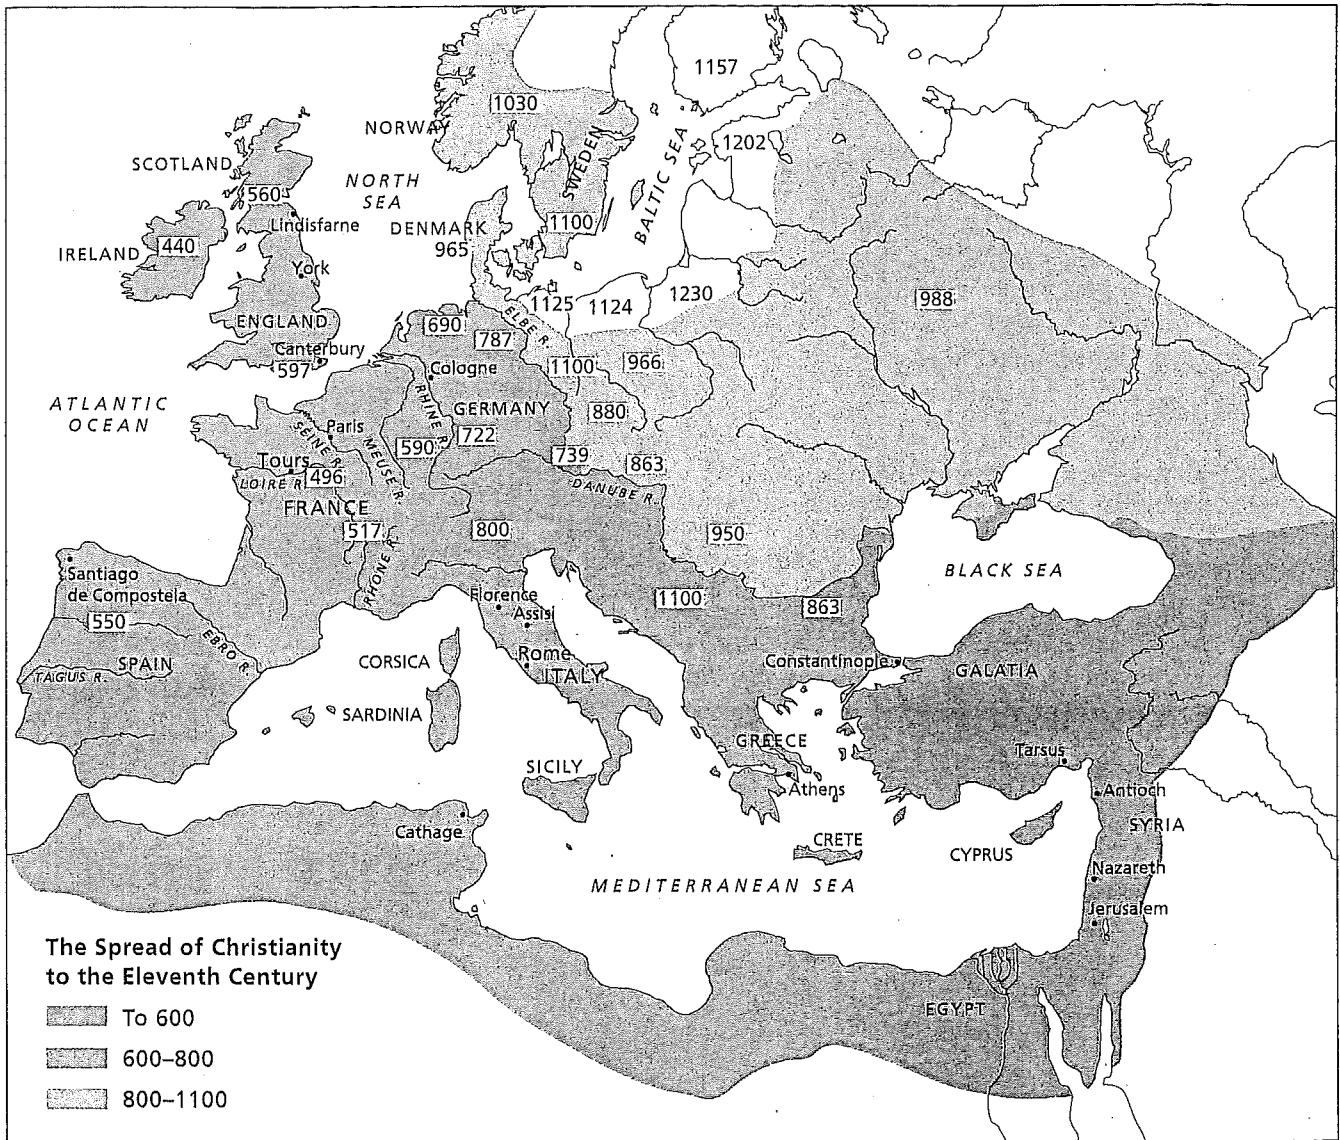 1157
1030
NORWAY
SCOTLAND
1202
SWEDEN
BALTIC SEA
NORTH
SEA
560
Lindisfarne
DENMARK
965
1100
IRELAND
440
York
1125
1124
1230
988
ELBE R.
ENGLAND
690
787
Canterbury
597
Cologne
1100
966
ATLANTIC
OCEAN
RHINE R.
GERMANY
880
Paris
SEINE R.
MEUSE R.
590
722
739
863
Tours
496
LOIRE R.
DANUBE R.
FRANCE
517
800
950
RHONE R.
BLACK SEA
Santiago
de Compostela
Florence
Assisi
1100
863
550
EBRO R.
SPAIN
TAGUS R.
CORSICA
Rome
ITALY
Constantinople
GALATIA
SARDINIA
GREECE
Tarsus
SICILY
Athens
Antioch
SYRIA
Cathage
CRETE
CYPRUS
Nazareth
MEDITERRANEAN SEA
Jerusalem
EGYPT
The Spread of Christianity
to the Eleventh Century
To 600
600–800
800–1100